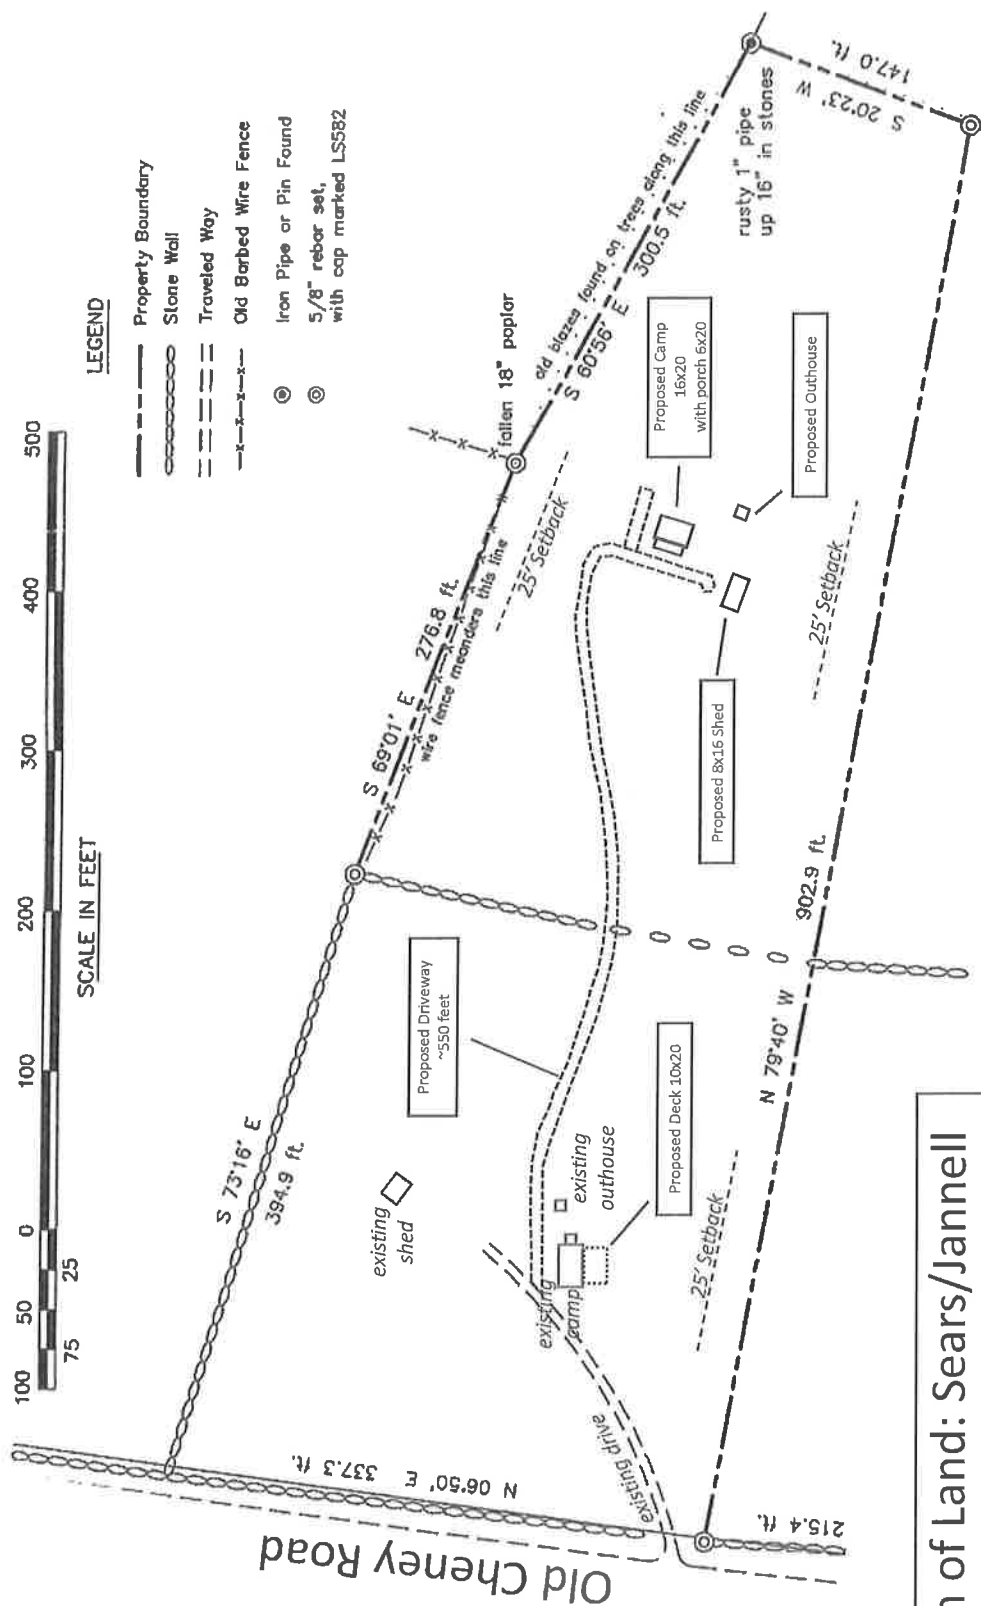 SCALE IN FEET
100 50 0 100 200 300 400 500
75 25
LEGEND
Property Boundary
Stone Wall
Traveled Way
Old Barbed Wire Fence
Iron Pipe or Pin Found
5/8" rebar set,
with cap marked LS582
S 73°16' E
394.9 ft.
S 69°01' E
276.8 ft.
wire fence meanders this line
fallen 18" poplar
old blazes found on trees along this line
S 60°56' E
300.5 ft.
rusty 1" pipe
up 16" in stones
S 20°23' W
147.0 ft.
25' Setback
Proposed Camp
16x20
with porch 6x20
Proposed Outhouse
Proposed 8x16 Shed
25' Setback
902.9 ft.
N 79°40' W
Proposed Driveway
~550 feet
existing
shed
existing
outhouse
Proposed Deck 10x20
existing
camp
25' Setback
existing drive
N 06°50' E 337.3 ft.
215.4 ft.
Old Cheney Road
of Land: Sears/Jannell